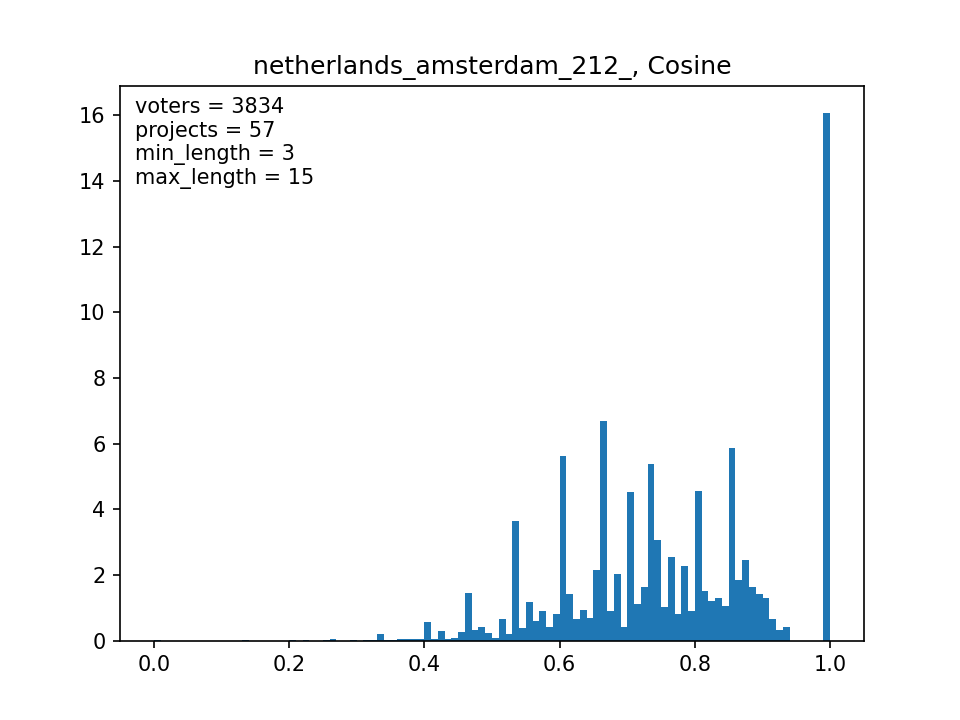 netherlands_amsterdam_212_, Cosine
voters = 3834
projects = 57
min_length = 3
max_length = 15
16
14
12
10
8
6
4
2
0
0.0 0.2 0.4 0.6 0.8 1.0